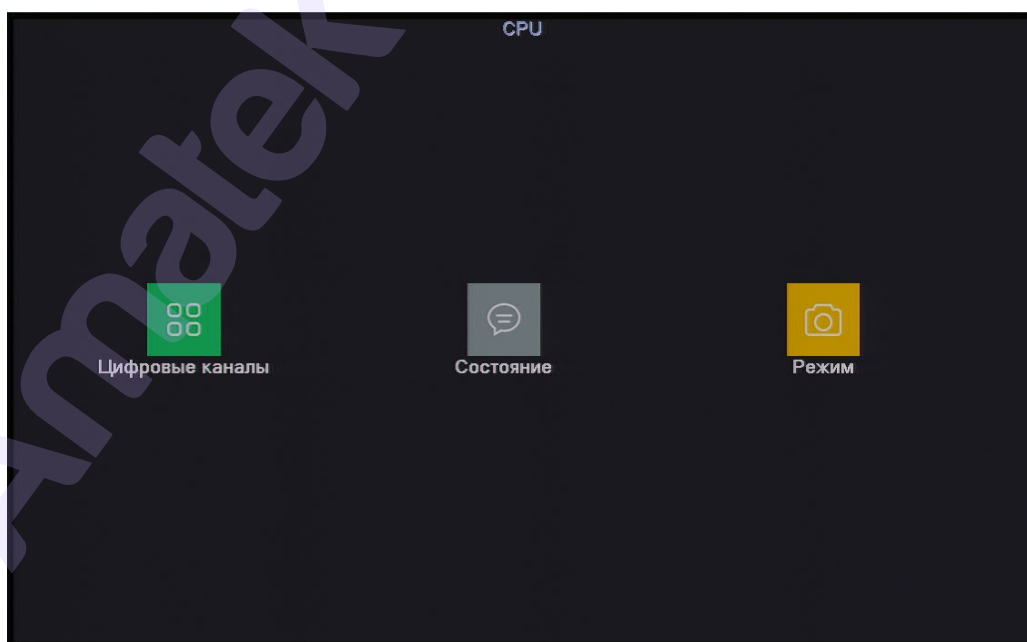 CPU
Цифровые каналы
Состояние
Режим
Amatek